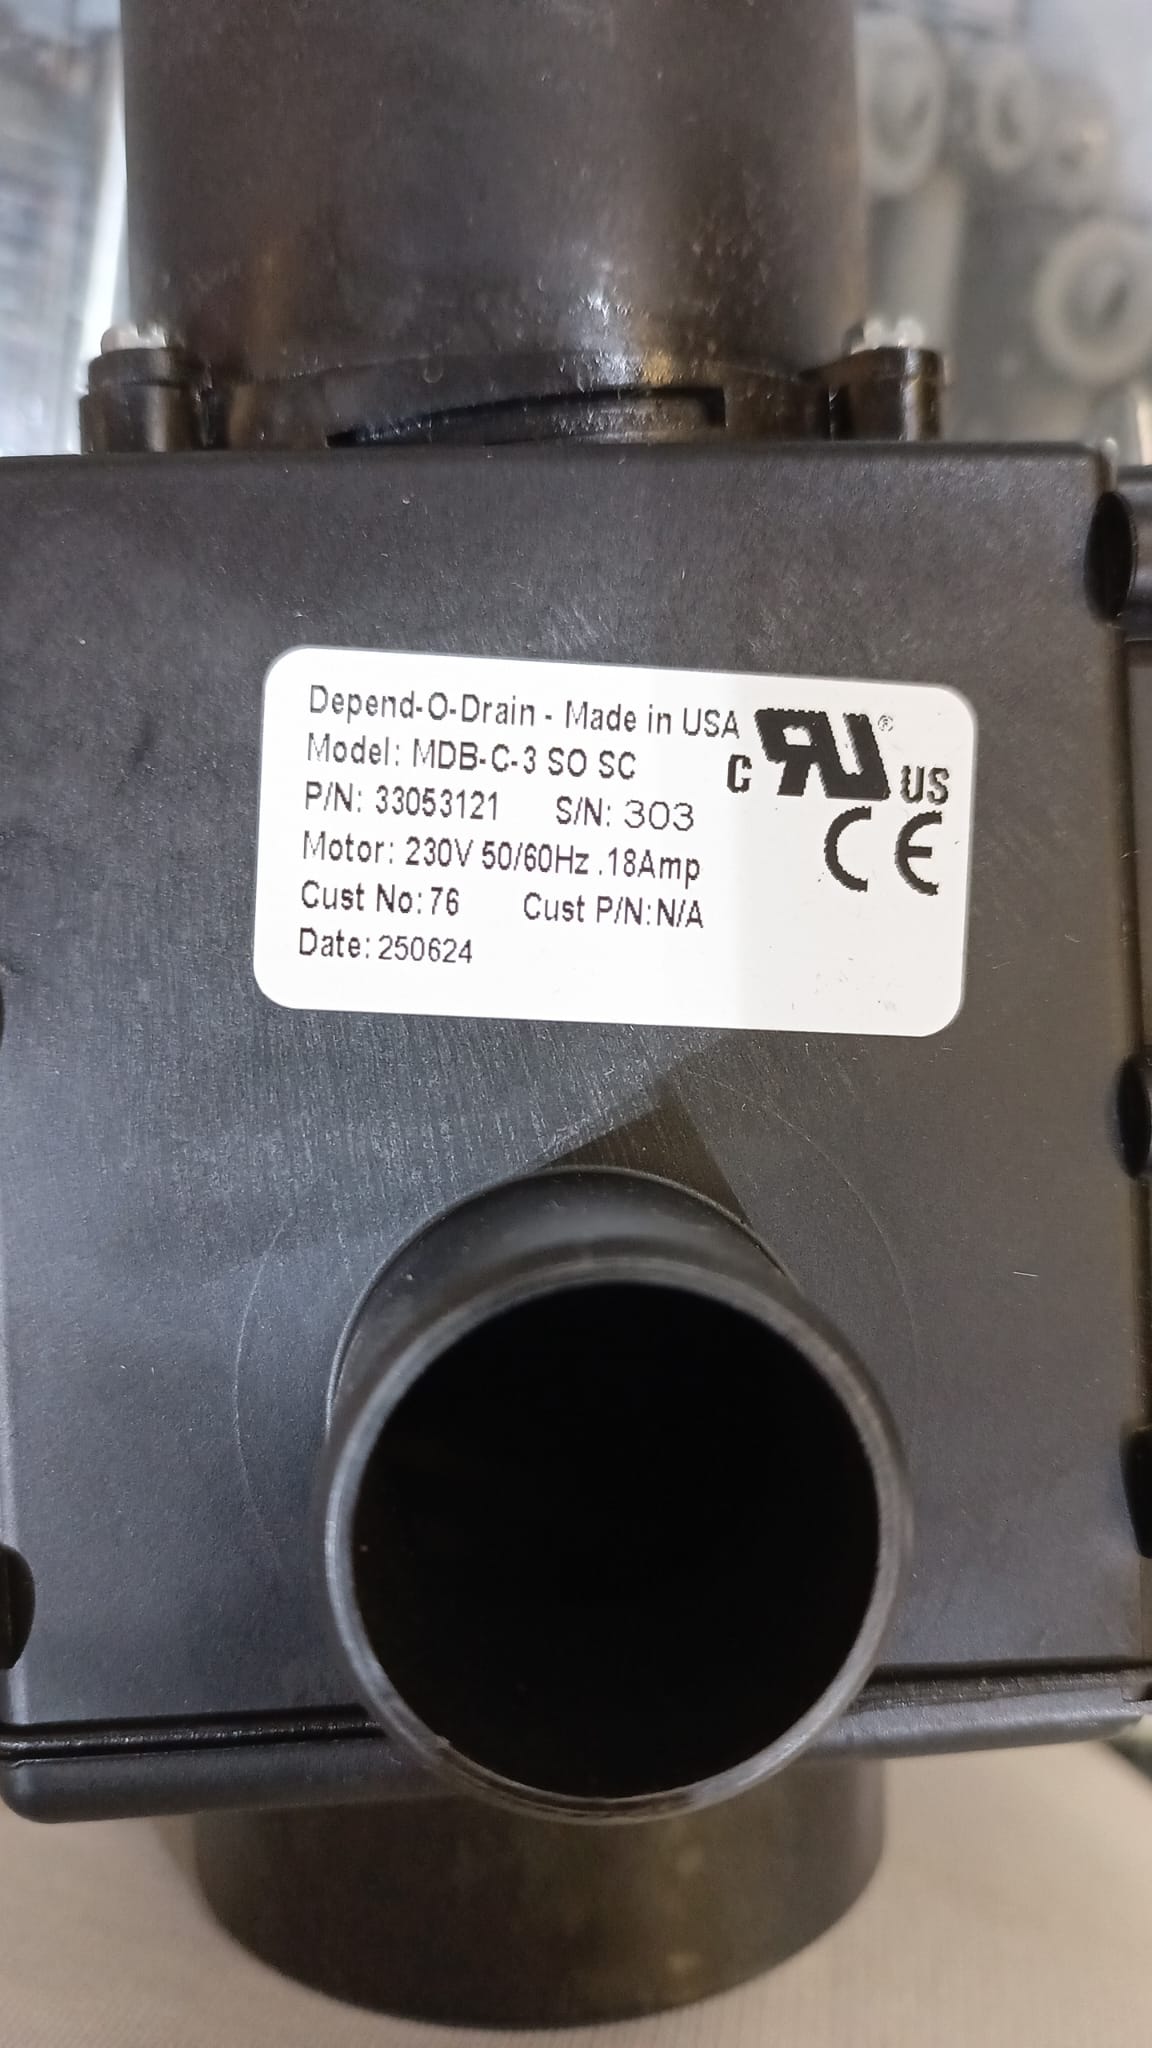 Depend-O-Drain - Made in USA
Model: MDB-C-3 SO SC
P/N: 33053121 S/N: 303
Motor: 230V 50/60Hz .18Amp
Cust No: 76 Cust P/N: N/A
Date: 250624
C RU® US
CE